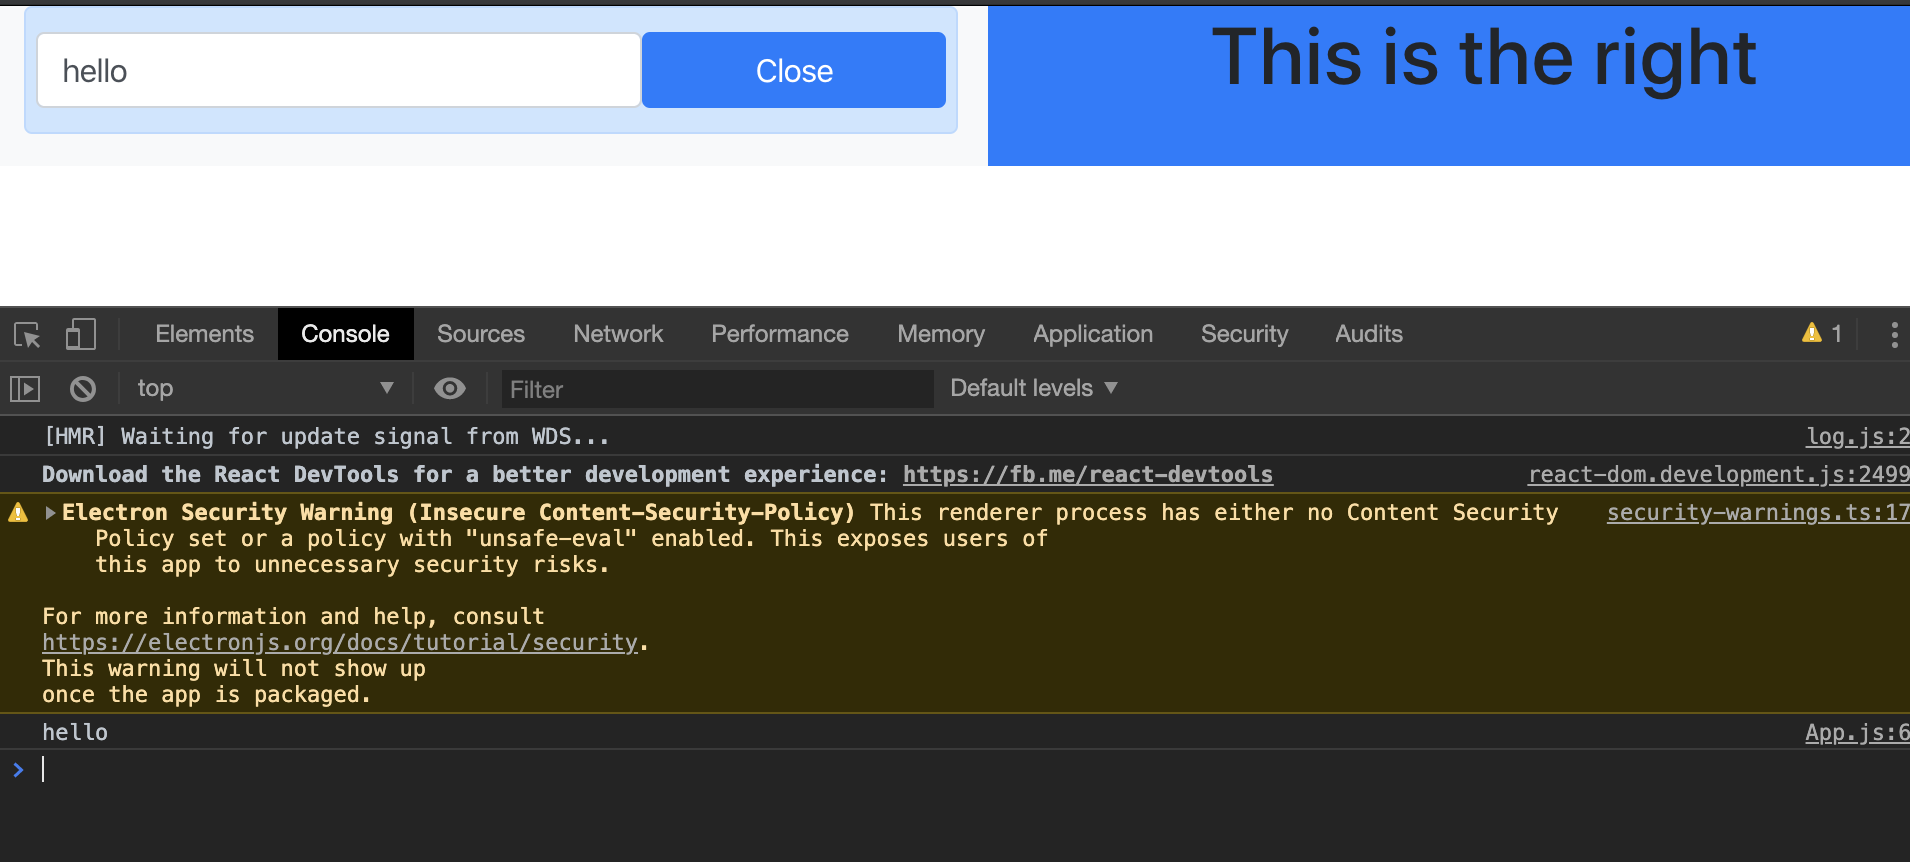 hello
Close
This is the right
Elements Console Sources Network Performance Memory Application Security Audits 1
top Filter Default levels
[HMR] Waiting for update signal from WDS... log.js:2
Download the React DevTools for a better development experience: https://fb.me/react-devtools react-dom.development.js:2499
Electron Security Warning (Insecure Content-Security-Policy) This renderer process has either no Content Security security-warnings.ts:17
Policy set or a policy with "unsafe-eval" enabled. This exposes users of
this app to unnecessary security risks.
For more information and help, consult
https://electronjs.org/docs/tutorial/security.
This warning will not show up
once the app is packaged.
hello App.js:6